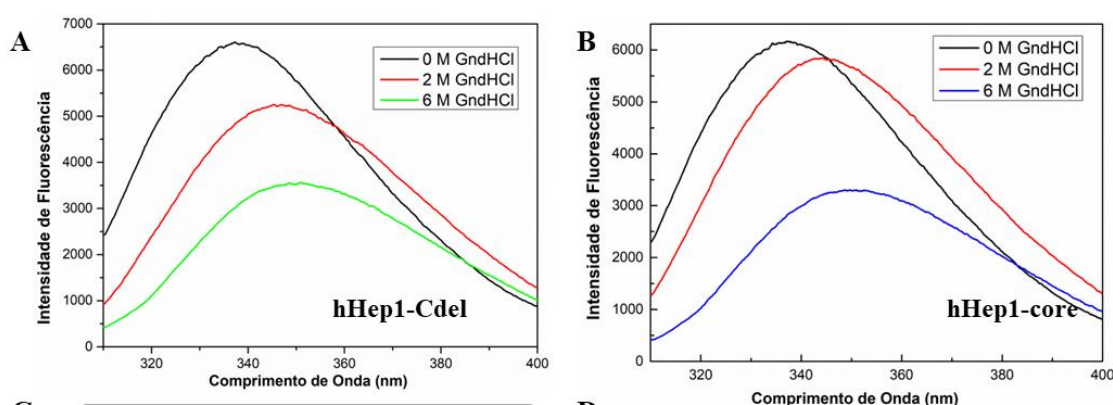 A
7000
6000
5000
4000
3000
2000
1000
0
Intensidade de Fluorescência
0 M GndHCl
2 M GndHCl
6 M GndHCl
hHep1-Cdel
320
340
360
380
400
Comprimento de Onda (nm)
B
6000
5000
4000
3000
2000
1000
0
Intensidade de Fluorescência
0 M GndHCl
2 M GndHCl
6 M GndHCl
hHep1-core
320
340
360
380
400
Comprimento de Onda (nm)